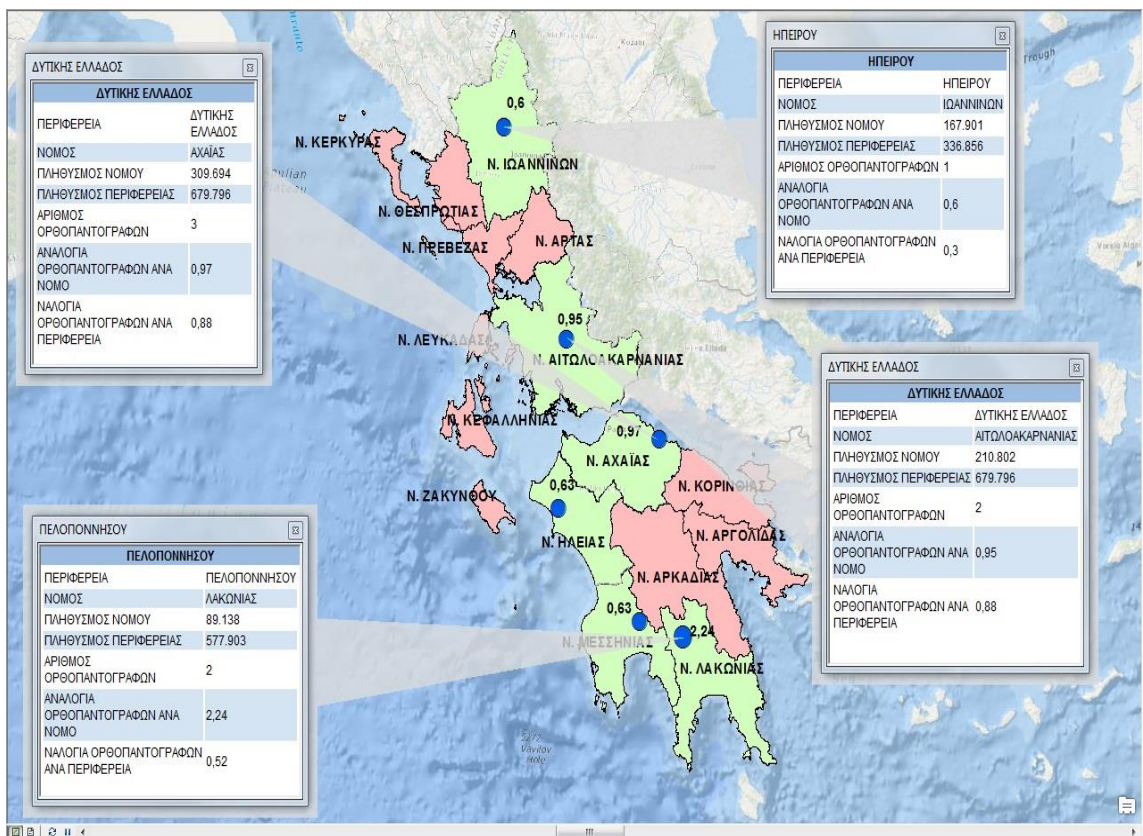 ΔΥΤΙΚΗΣ ΕΛΛΑΔΟΣ
ΔΥΤΙΚΗΣ ΕΛΛΑΔΟΣ
ΠΕΡΙΦΕΡΕΙΑ ΔΥΤΙΚΗΣ
ΕΛΛΑΔΟΣ
ΝΟΜΟΣ ΑΧΑΪΑΣ
ΠΛΗΘΥΣΜΟΣ ΝΟΜΟΥ 309.694
ΠΛΗΘΥΣΜΟΣ ΠΕΡΙΦΕΡΕΙΑΣ 679.796
ΑΡΙΘΜΟΣ
ΟΡΘΟΠΑΝΤΟΓΡΑΦΩΝ 3
ΑΝΑΛΟΓΙΑ
ΟΡΘΟΠΑΝΤΟΓΡΑΦΩΝ ΑΝΑ 0,97
ΝΟΜΟ
ΝΑΛΟΓΙΑ
ΟΡΘΟΠΑΝΤΟΓΡΑΦΩΝ ΑΝΑ 0,88
ΠΕΡΙΦΕΡΕΙΑ
ΗΠΕΙΡΟΥ
ΗΠΕΙΡΟΥ
ΠΕΡΙΦΕΡΕΙΑ ΗΠΕΙΡΟΥ
ΝΟΜΟΣ ΙΩΑΝΝΙΝΩΝ
ΠΛΗΘΥΣΜΟΣ ΝΟΜΟΥ 167.901
ΠΛΗΘΥΣΜΟΣ ΠΕΡΙΦΕΡΕΙΑΣ 336.856
ΑΡΙΘΜΟΣ ΟΡΘΟΠΑΝΤΟΓΡΑΦΩΝ 1
ΑΝΑΛΟΓΙΑ
ΟΡΘΟΠΑΝΤΟΓΡΑΦΩΝ ΑΝΑ 0,6
ΝΟΜΟ
ΝΑΛΟΓΙΑ ΟΡΘΟΠΑΝΤΟΓΡΑΦΩΝ 0,3
ΑΝΑ ΠΕΡΙΦΕΡΕΙΑ
0,6
Ν. ΚΕΡΚΥΡΑΣ
Ν. ΙΩΑΝΝΙΝΩΝ
Ν. ΘΕΣΠΡΩΤΙΑΣ
Ν. ΠΡΕΒΕΖΑΣ
Ν. ΑΡΤΑΣ
0,95
Ν. ΛΕΥΚΑΔΑΣ
Ν. ΑΙΤΩΛΟΑΚΑΡΝΑΝΙΑΣ
Ν. ΚΕΦΑΛΛΗΝΙΑΣ
0,97
Ν. ΑΧΑΪΑΣ
0,63
Ν. ΚΟΡΙΝΘΙΑΣ
Ν. ΖΑΚΥΝΘΟΥ
Ν. ΗΛΕΙΑΣ
Ν. ΑΡΓΟΛΙΔΑΣ
Ν. ΑΡΚΑΔΙΑΣ
0,63
2,24
Ν. ΜΕΣΣΗΝΙΑΣ
Ν. ΛΑΚΩΝΙΑΣ
Vavilov
Hole
ΔΥΤΙΚΗΣ ΕΛΛΑΔΟΣ
ΔΥΤΙΚΗΣ ΕΛΛΑΔΟΣ
ΠΕΡΙΦΕΡΕΙΑ ΔΥΤΙΚΗΣ ΕΛΛΑΔΟΣ
ΝΟΜΟΣ ΑΙΤΩΛΟΑΚΑΡΝΑΝΙΑΣ
ΠΛΗΘΥΣΜΟΣ ΝΟΜΟΥ 210.802
ΠΛΗΘΥΣΜΟΣ ΠΕΡΙΦΕΡΕΙΑΣ 679.796
ΑΡΙΘΜΟΣ
ΟΡΘΟΠΑΝΤΟΓΡΑΦΩΝ 2
ΑΝΑΛΟΓΙΑ
ΟΡΘΟΠΑΝΤΟΓΡΑΦΩΝ ΑΝΑ 0,95
ΝΟΜΟ
ΝΑΛΟΓΙΑ
ΟΡΘΟΠΑΝΤΟΓΡΑΦΩΝ ΑΝΑ 0,88
ΠΕΡΙΦΕΡΕΙΑ
ΠΕΛΟΠΟΝΝΗΣΟΥ
ΠΕΛΟΠΟΝΝΗΣΟΥ
ΠΕΡΙΦΕΡΕΙΑ ΠΕΛΟΠΟΝΝΗΣΟΥ
ΝΟΜΟΣ ΛΑΚΩΝΙΑΣ
ΠΛΗΘΥΣΜΟΣ ΝΟΜΟΥ 89.138
ΠΛΗΘΥΣΜΟΣ ΠΕΡΙΦΕΡΕΙΑΣ 577.903
ΑΡΙΘΜΟΣ
ΟΡΘΟΠΑΝΤΟΓΡΑΦΩΝ 2
ΑΝΑΛΟΓΙΑ
ΟΡΘΟΠΑΝΤΟΓΡΑΦΩΝ ΑΝΑ 2,24
ΝΟΜΟ
ΝΑΛΟΓΙΑ ΟΡΘΟΠΑΝΤΟΓΡΑΦΩΝ 0,52
ΑΝΑ ΠΕΡΙΦΕΡΕΙΑ